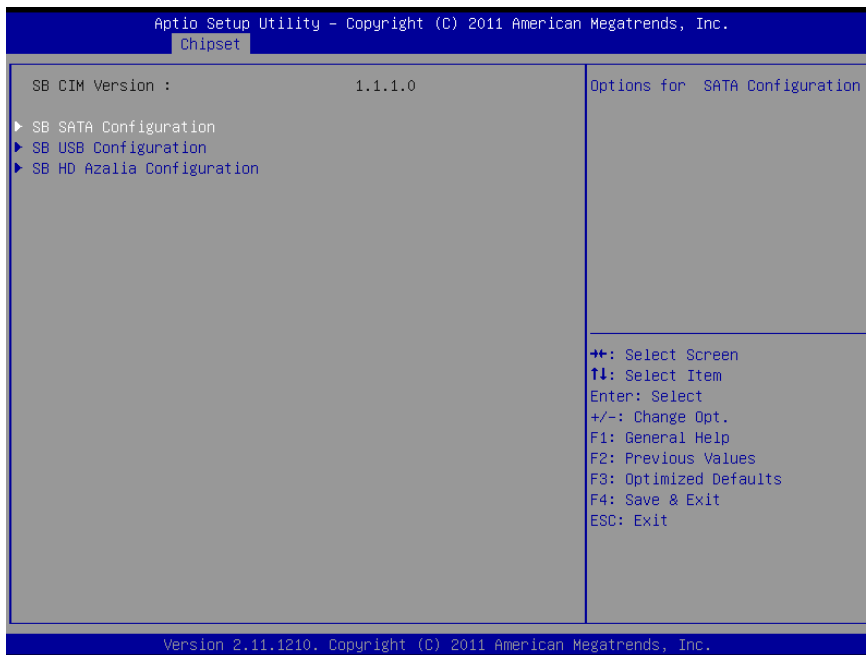 Aptio Setup Utility – Copyright (C) 2011 American Megatrends, Inc.
Chipset
SB CIM Version : 1.1.1.0
▶ SB SATA Configuration
▶ SB USB Configuration
▶ SB HD Azalia Configuration
Options for SATA Configuration
→←: Select Screen
↑↓: Select Item
Enter: Select
+/-: Change Opt.
F1: General Help
F2: Previous Values
F3: Optimized Defaults
F4: Save & Exit
ESC: Exit
Version 2.11.1210. Copyright (C) 2011 American Megatrends, Inc.